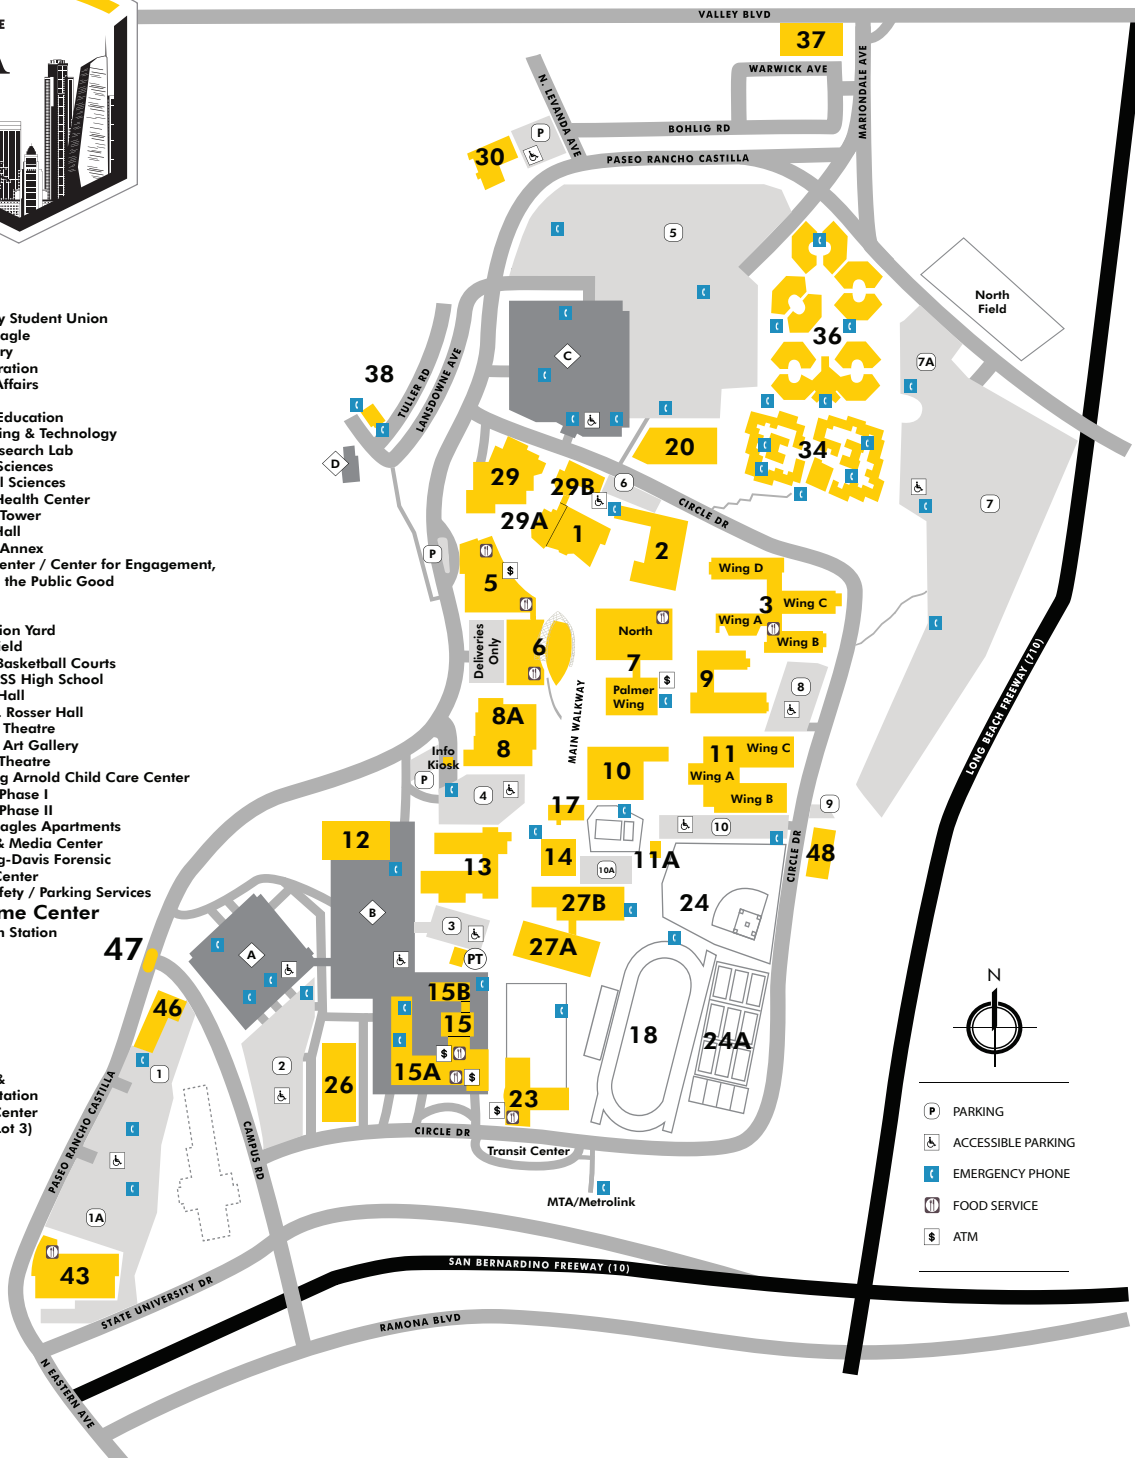 E
VALLEY BLVD
37
WARWICK AVE
MARIONDALE AVE
N. LEVANDA AVE
BOHLIG RD
P
30
PASEO RANCHO CASTILLA
5
North
Field
36
7A
C
38
TULLER RD
LANSDOWNE AVE
20
34
D
29
29B
6
CIRCLE DR
7
29A
1
2
P
5
$
Wing D
3
Wing C
Wing A
Wing B
Deliveries
Only
6
North
7
Palmer
Wing
$
9
8
MAIN WALKWAY
8A
8
Info
Kiosk
P
4
11
Wing C
Wing A
Wing B
10
17
9
10
12
13
14
10A
11A
CIRCLE DR
48
B
27B
24
3
27A
PT
A
47
46
15B
15
$
15A
$
18
24A
1
2
26
23
$
PASEO RANCHO CASTILLA
CAMPUS RD
CIRCLE DR
Transit Center
MTA/Metrolink
1A
43
STATE UNIVERSITY DR
SAN BERNARDINO FREEWAY (10)
RAMONA BLVD
N EASTERN AVE
LONG BEACH FREEWAY (710)
y Student Union
agle
ry
ration
Affairs
Education
ing & Technology
search Lab
Sciences
l Sciences
Health Center
Tower
Hall
Annex
enter / Center for Engagement,
the Public Good
ion Yard
ield
Basketball Courts
SS High School
Hall
. Rosser Hall
Theatre
Art Gallery
Theatre
g Arnold Child Care Center
Phase I
Phase II
agles Apartments
& Media Center
g-Davis Forensic
Center
fety / Parking Services
me Center
n Station
&
tation
Center
Lot 3)
N
P PARKING
ACCESSIBLE PARKING
EMERGENCY PHONE
FOOD SERVICE
$ ATM